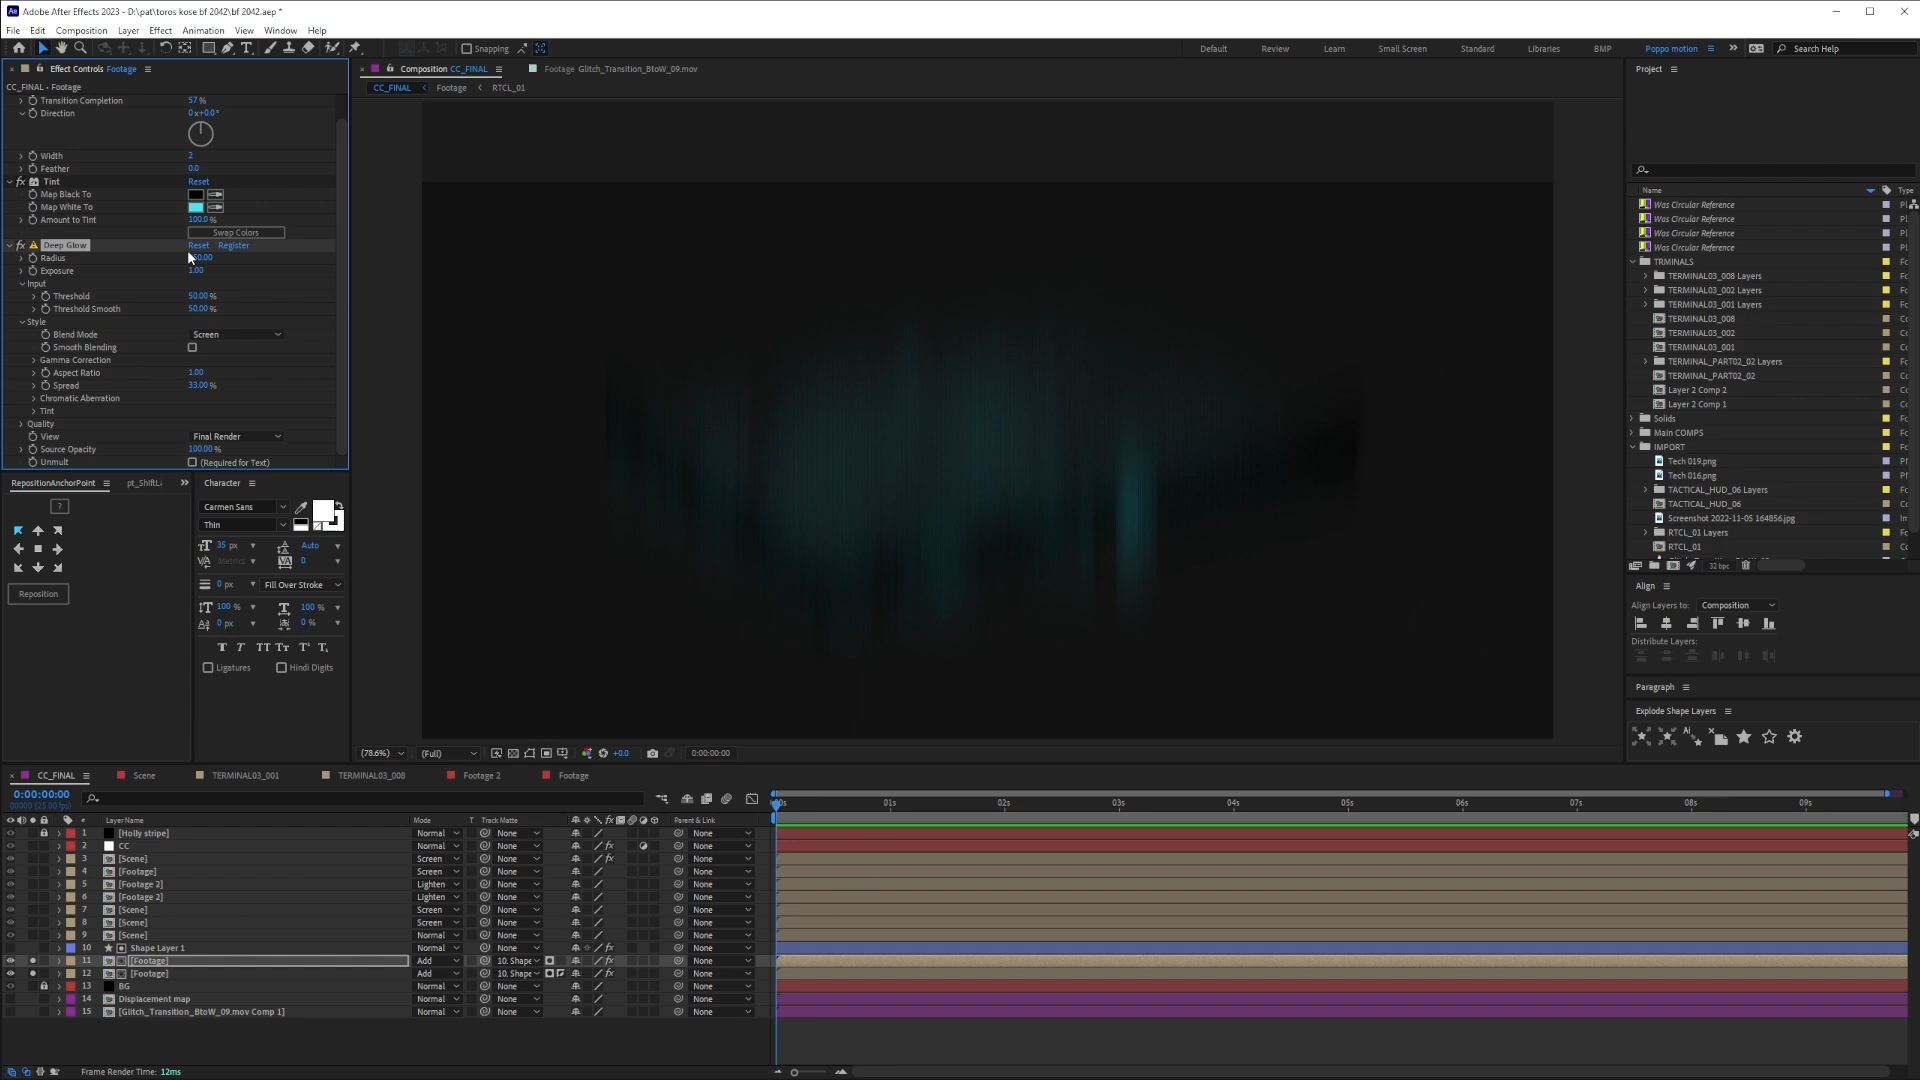 Adobe After Effects 2023 - D:\pat\toros kose bf 2042\bf 2042.aep *
File Edit Composition Layer Effect Animation View Window Help
Snapping
Default Review Learn Small Screen Standard Libraries BMP Poppo motion Search Help
Effect Controls Footage
CC_FINAL - Footage
Transition Completion 57 %
Direction 0x+0.0°
Width 2
Feather 0.0
fx Tint Reset
Map Black To
Map White To
Amount to Tint 100.0 %
Swap Colors
fx Deep Glow Reset Register
Radius
Exposure 1.00
Input
Threshold 50.00 %
Threshold Smooth 50.00 %
Style
Blend Mode Screen
Smooth Blending
Gamma Correction
Aspect Ratio 1.00
Spread 33.00 %
Chromatic Aberration
Tint
Quality
View Final Render
Source Opacity 100.00 %
Unmult (Required for Text)
RepositionAnchorPoint pt_ShiftL
?
Reposition
Character
Carmen Sans
Thin
35 px Auto
Metrics 0
0 px Fill Over Stroke
100 % 100 %
0 px 0 %
Ligatures Hindi Digits
Composition CC_FINAL Footage Glitch_Transition_BtoW_09.mov
CC_FINAL Footage RTCL_01
(78.6%) (Full) +0.0 0:00:00:00
Project
Name Type
Was Circular Reference
Was Circular Reference
Was Circular Reference
Was Circular Reference
TRMINALS
TERMINAL03_008 Layers
TERMINAL03_002 Layers
TERMINAL03_001 Layers
TERMINAL03_008
TERMINAL03_002
TERMINAL03_001
TERMINAL_PART02_02 Layers
TERMINAL_PART02_02
Layer 2 Comp 2
Layer 2 Comp 1
Solids
Main COMPS
IMPORT
Tech 019.png
Tech 016.png
TACTICAL_HUD_06 Layers
TACTICAL_HUD_06
Screenshot 2022-11-05 164856.jpg
RTCL_01 Layers
RTCL_01
32 bpc
Align
Align Layers to: Composition
Distribute Layers:
Paragraph
Explode Shape Layers
CC_FINAL Scene TERMINAL03_001 TERMINAL03_008 Footage 2 Footage
0:00:00:00
00000 (25.00 fps)
01s 02s 03s 04s 05s 06s 07s 08s 09s
# Layer Name Mode T Track Matte Parent & Link
1 [Holly stripe] Normal None None
2 CC Normal None None
3 [Scene] Screen None None
4 [Footage] Screen None None
5 [Footage 2] Lighten None None
6 [Footage 2] Lighten None None
7 [Scene] Screen None None
8 [Scene] Screen None None
9 [Scene] Normal None None
10 Shape Layer 1 Normal None None
11 [Footage] Add 10. Shape None
12 [Footage] Add 10. Shape None
13 BG Normal None None
14 Displacement map Normal None None
15 [Glitch_Transition_BtoW_09.mov Comp 1] Normal None None
Frame Render Time: 12ms